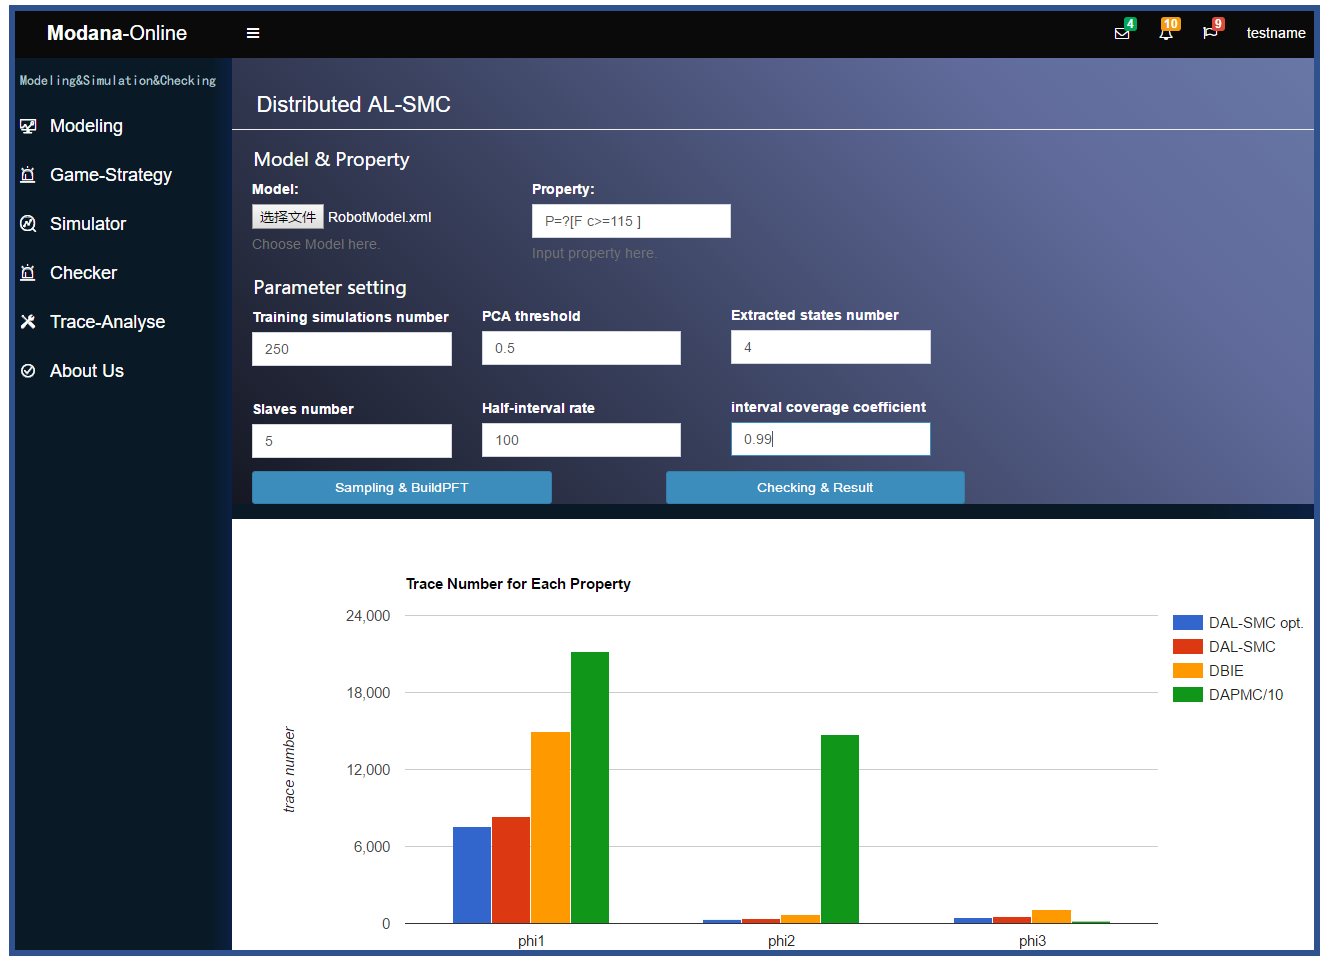 Modana-Online
4
10
9
testname
Modeling&Simulation&Checking
Modeling
Game-Strategy
Simulator
Checker
Trace-Analyse
About Us
Distributed AL-SMC
Model & Property
Model:
Property:
选择文件 RobotModel.xml
P=?[F c>=115 ]
Choose Model here.
Input property here.
Parameter setting
Training simulations number
PCA threshold
Extracted states number
250
0.5
4
Slaves number
Half-interval rate
interval coverage coefficient
5
100
0.99
Sampling & BuildPFT
Checking & Result
Trace Number for Each Property
24,000
18,000
12,000
6,000
0
trace number
phi1
phi2
phi3
DAL-SMC opt.
DAL-SMC
DBIE
DAPMC/10